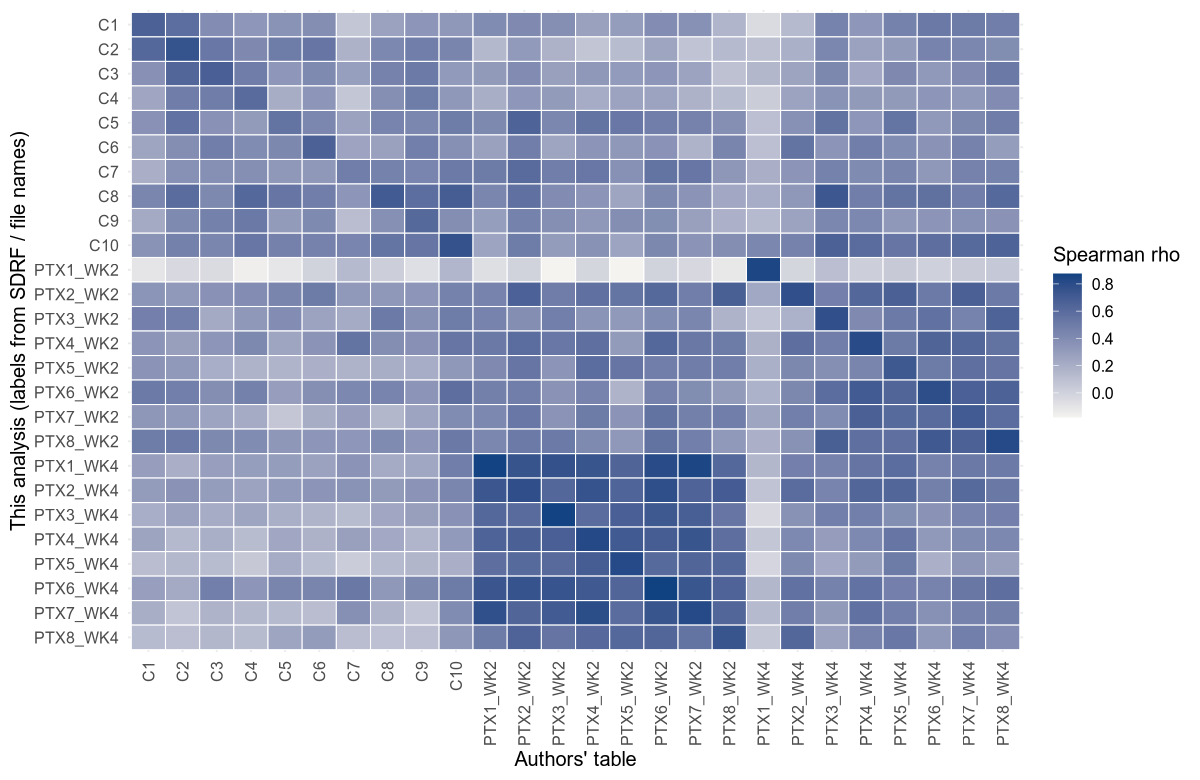 This analysis (labels from SDRF / file names)
C1
C2
C3
C4
C5
C6
C7
C8
C9
C10
PTX1_WK2
PTX2_WK2
PTX3_WK2
PTX4_WK2
PTX5_WK2
PTX6_WK2
PTX7_WK2
PTX8_WK2
PTX1_WK4
PTX2_WK4
PTX3_WK4
PTX4_WK4
PTX5_WK4
PTX6_WK4
PTX7_WK4
PTX8_WK4
C1
C2
C3
C4
C5
C6
C7
C8
C9
C10
PTX1_WK2
PTX2_WK2
PTX3_WK2
PTX4_WK2
PTX5_WK2
PTX6_WK2
PTX7_WK2
PTX8_WK2
PTX1_WK4
PTX2_WK4
PTX3_WK4
PTX4_WK4
PTX5_WK4
PTX6_WK4
PTX7_WK4
PTX8_WK4
Authors' table
Spearman rho
0.8
0.6
0.4
0.2
0.0